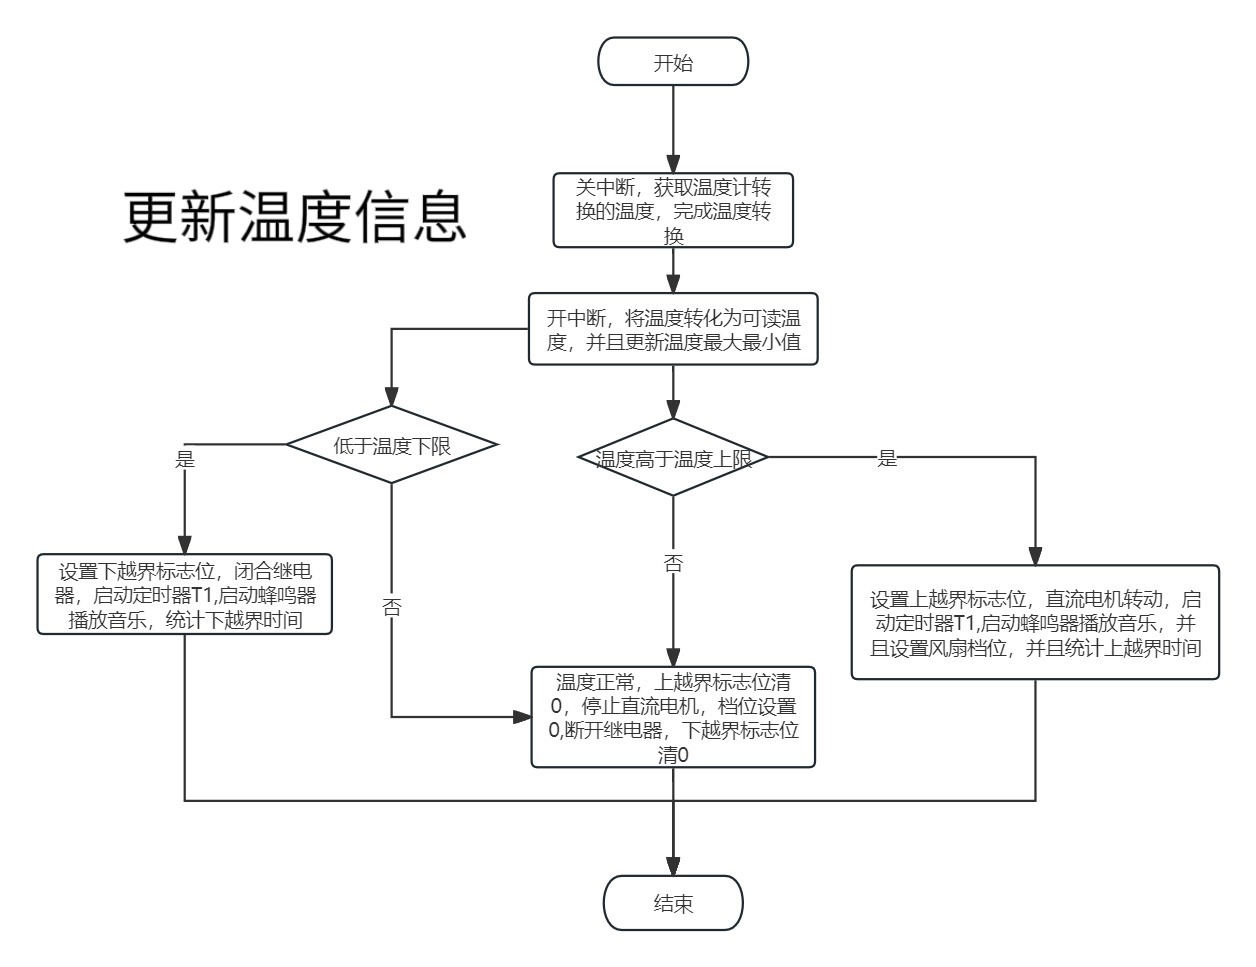 开始
更新温度信息
关中断，获取温度计转
换的温度，完成温度转
换
开中断，将温度转化为可读温
度，并且更新温度最大最小值
低于温度下限
温度高于温度上限
是
是
设置下越界标志位，闭合继电
器，启动定时器T1,启动蜂鸣器
播放音乐，统计下越界时间
否
否
设置上越界标志位，直流电机转动，启
动定时器T1,启动蜂鸣器播放音乐，并
且设置风扇档位，并且统计上越界时间
温度正常，上越界标志位清
0，停止直流电机，档位设置
0,断开继电器，下越界标志位
清0
结束